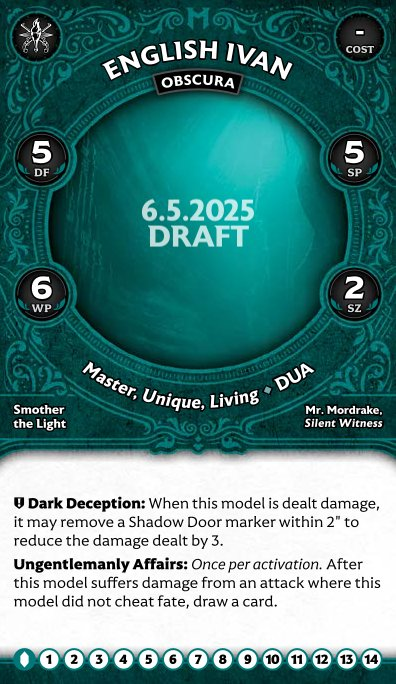 -
COST
ENGLISH IVAN
OBSCURA
5
DF
5
SP
6.5.2025
DRAFT
6
WP
2
SZ
Master, Unique, Living ⬥ DUA
Smother
the Light
Mr. Mordrake,
Silent Witness
Dark Deception: When this model is dealt damage,
it may remove a Shadow Door marker within 2" to
reduce the damage dealt by 3.
Ungentlemanly Affairs: Once per activation. After
this model suffers damage from an attack where this
model did not cheat fate, draw a card.
1 2 3 4 5 6 7 8 9 10 11 12 13 14